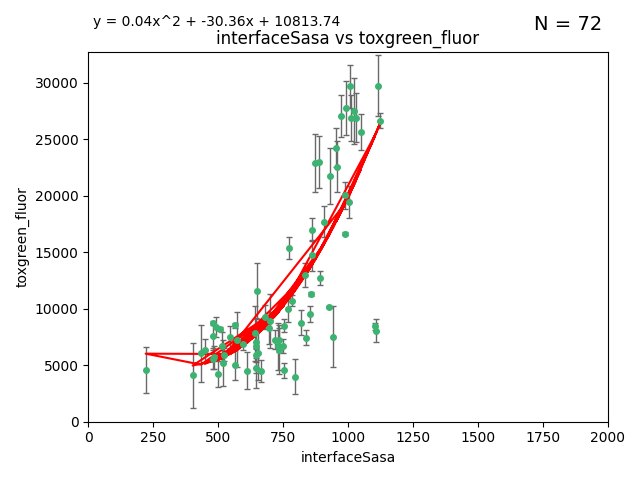 y = 0.04x^2 + -30.36x + 10813.74
N = 72
interfaceSasa vs toxgreen_fluor
30000
25000
20000
15000
10000
5000
0
toxgreen_fluor
0 250 500 750 1000 1250 1500 1750 2000
interfaceSasa